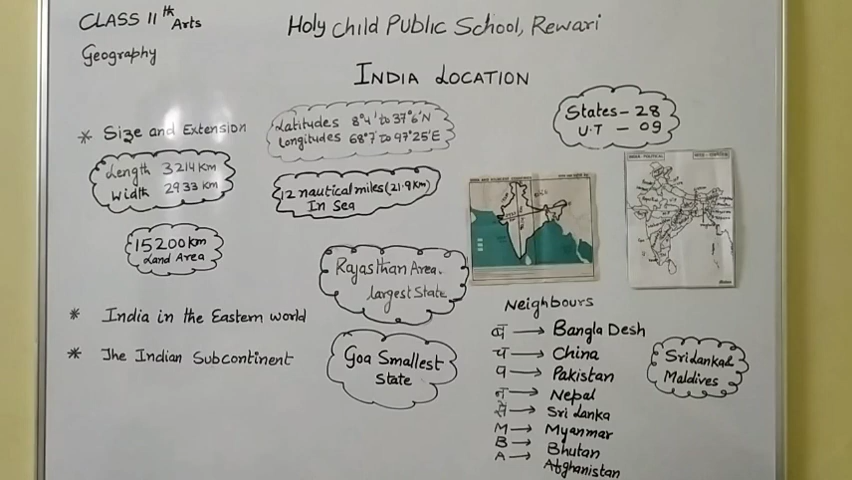 CLASS 11th Arts
Geography
Holy Child Public School, Rewari
INDIA LOCATION
* Size and Extension
Latitudes 8°4' to 37°6'N
Longitudes 68°7' to 97°25'E
States - 28
U.T - 09
Length 3214 Km
Width 2933 Km
12 nautical miles (21.9 km)
In Sea
15200 km
Land Area
Rajasthan Area.
largest State
* India in the Eastern world
* The Indian Subcontinent
Goa Smallest
State
Neighbours
Bangla Desh
च → China
प → Pakistan
न → Nepal
Sri Lanka
M → Myanmar
B → Bhutan
A → Afghanistan
Sri Lanka &
Maldives